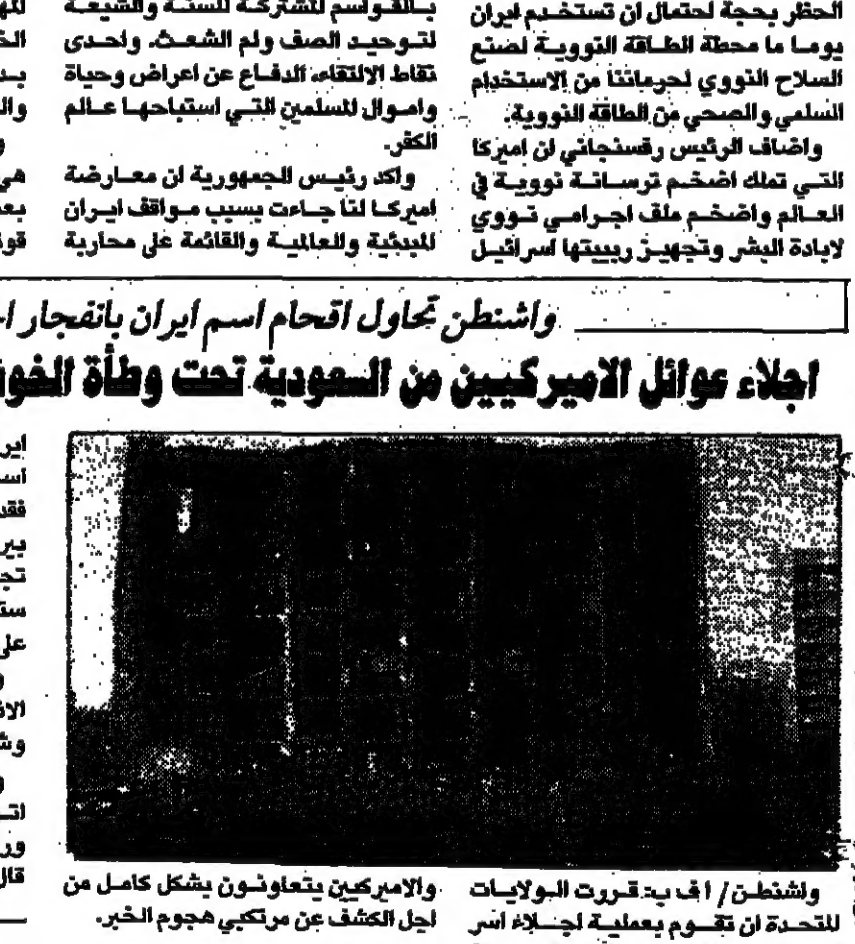 الحظر بحجة احتمال ان تستخدم ايران
يوما ما محطة الطاقة النووية لصنع
السلاح النووي لحرماننا من الاستخدام
السلمي والصحي من الطاقة النووية.
واضاف الرئيس رفسنجاني ان اميركا
التي تملك اضخم ترسانة نووية في
العالم واضخم ملف اجرامي نووي
لابادة البشر وتجهيز ربيبتها اسرائيل
بالقواسم المشتركة للسنة والشيعة
لتوحيد الصف ولم الشعث. واحدى
نقاط الالتقاء، الدفاع عن اعراض وحياة
واموال المسلمين التي استباحها عالم
الكفر.
واكد رئيس الجمهورية ان معارضة
اميركا لنا جاءت بسبب مواقف ايران
المبدئية والعالمية والقائمة على محاربة
واشنطن تحاول اقحام اسم ايران بانفجار
اجلاء عوائل الاميركيين من السعودية تحت وطأة
واشنطن/ اف ب: قررت الولايات
المتحدة ان تقوم بعملية اجلاء اسر
والاميركيين يتعاونون بشكل كامل من
اجل الكشف عن مرتكبي هجوم الخبر.